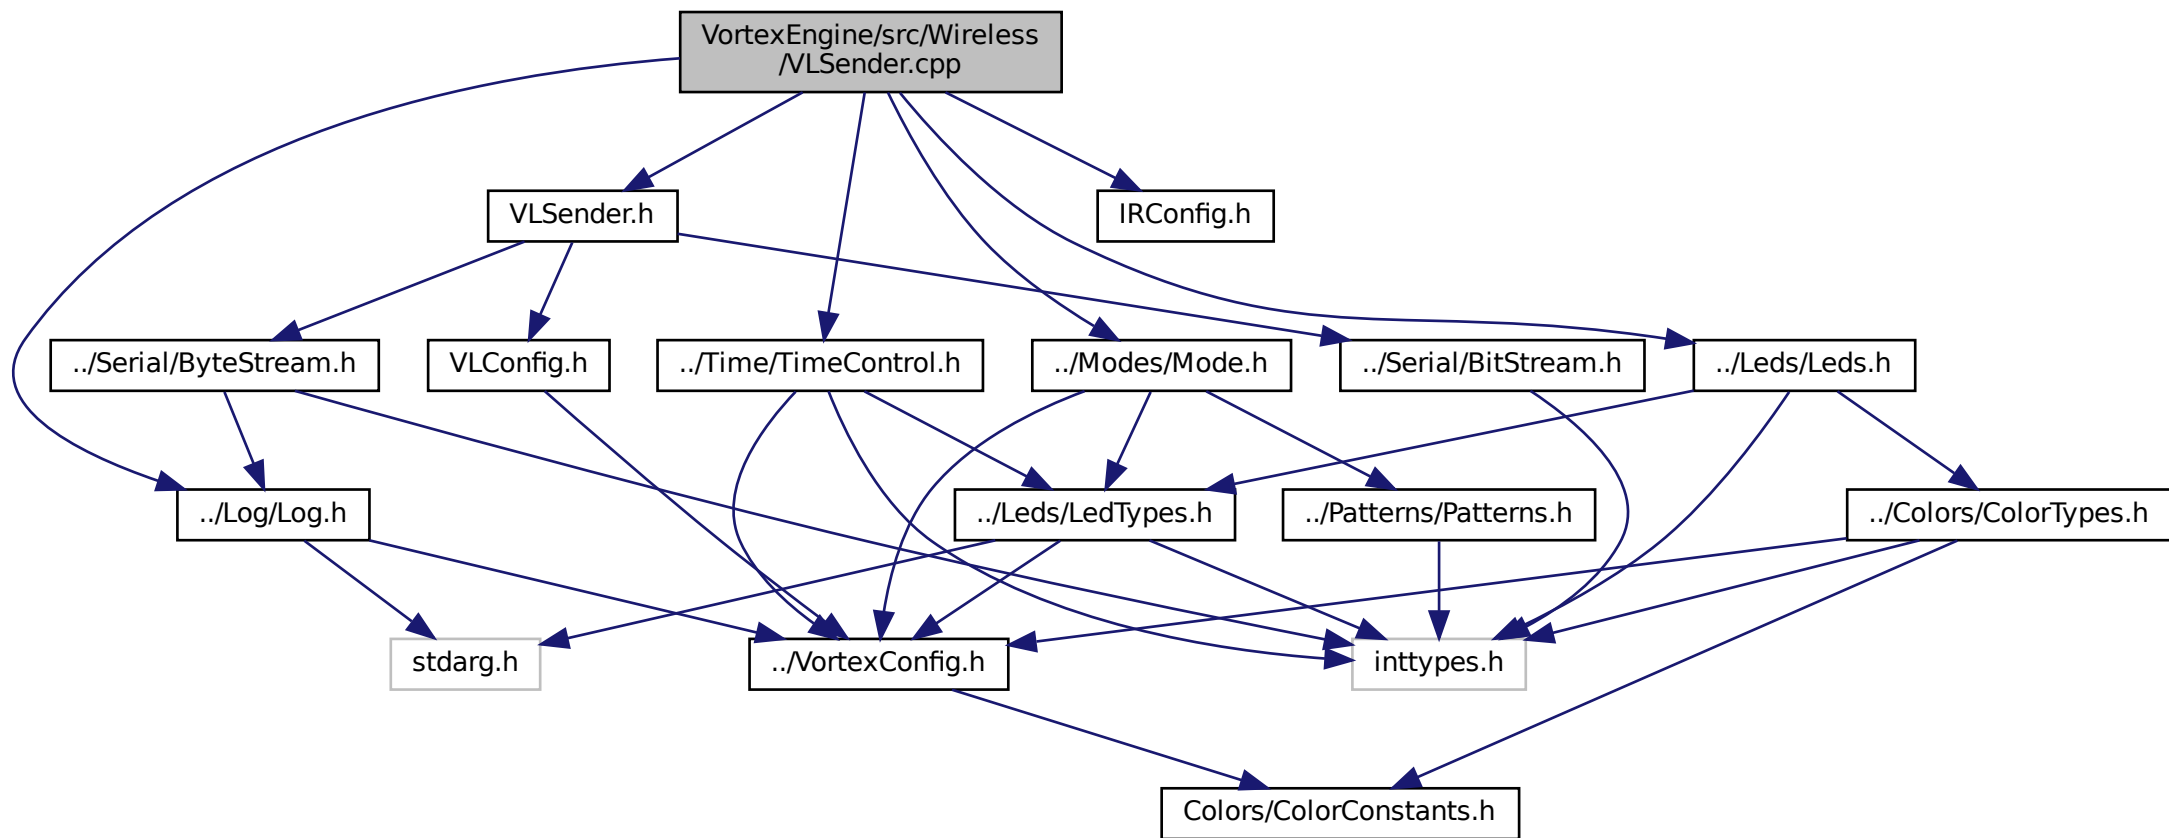 VortexEngine/src/Wireless
/VLSender.cpp
VLSender.h
IRConfig.h
../Serial/ByteStream.h
VLConfig.h
../Time/TimeControl.h
../Modes/Mode.h
../Serial/BitStream.h
../Leds/Leds.h
../Log/Log.h
../Leds/LedTypes.h
../Patterns/Patterns.h
../Colors/ColorTypes.h
stdarg.h
../VortexConfig.h
inttypes.h
Colors/ColorConstants.h